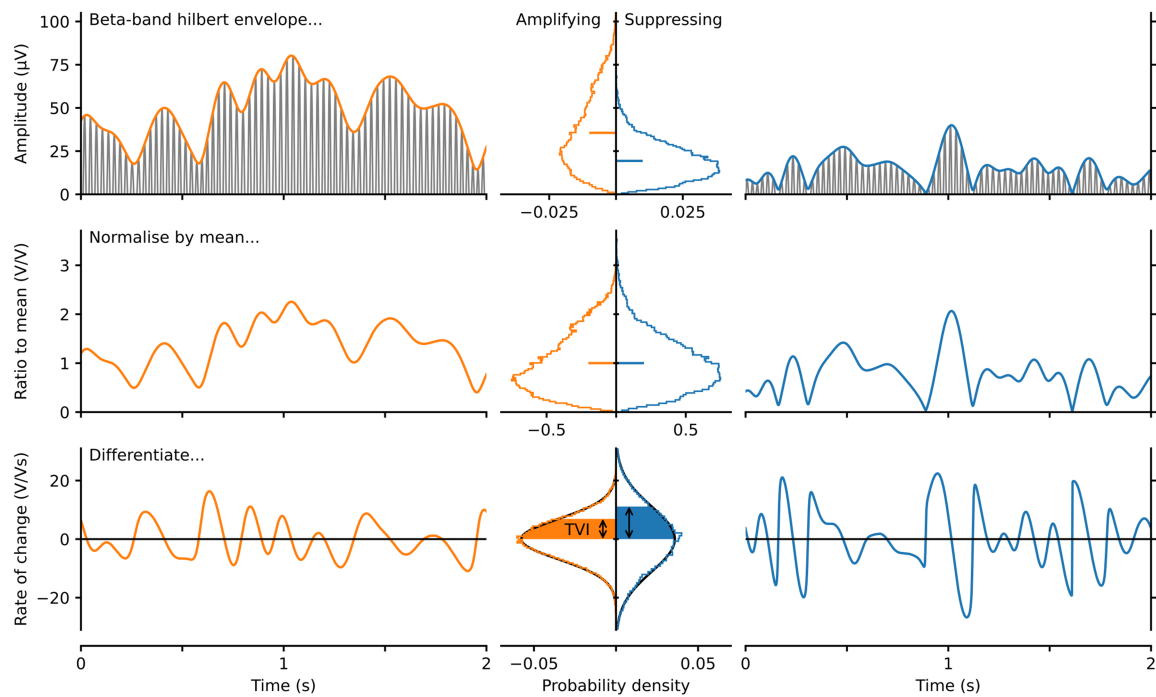 Beta-band hilbert envelope...
Amplifying
Suppressing
Amplitude (µV)
100
75
50
25
0
−0.025
0.025
Normalise by mean...
Ratio to mean (V/V)
3
2
1
0
−0.5
0.5
Differentiate...
Rate of change (V/Vs)
20
0
−20
TVI
0
1
2
−0.05
0.05
0
1
2
Time (s)
Probability density
Time (s)